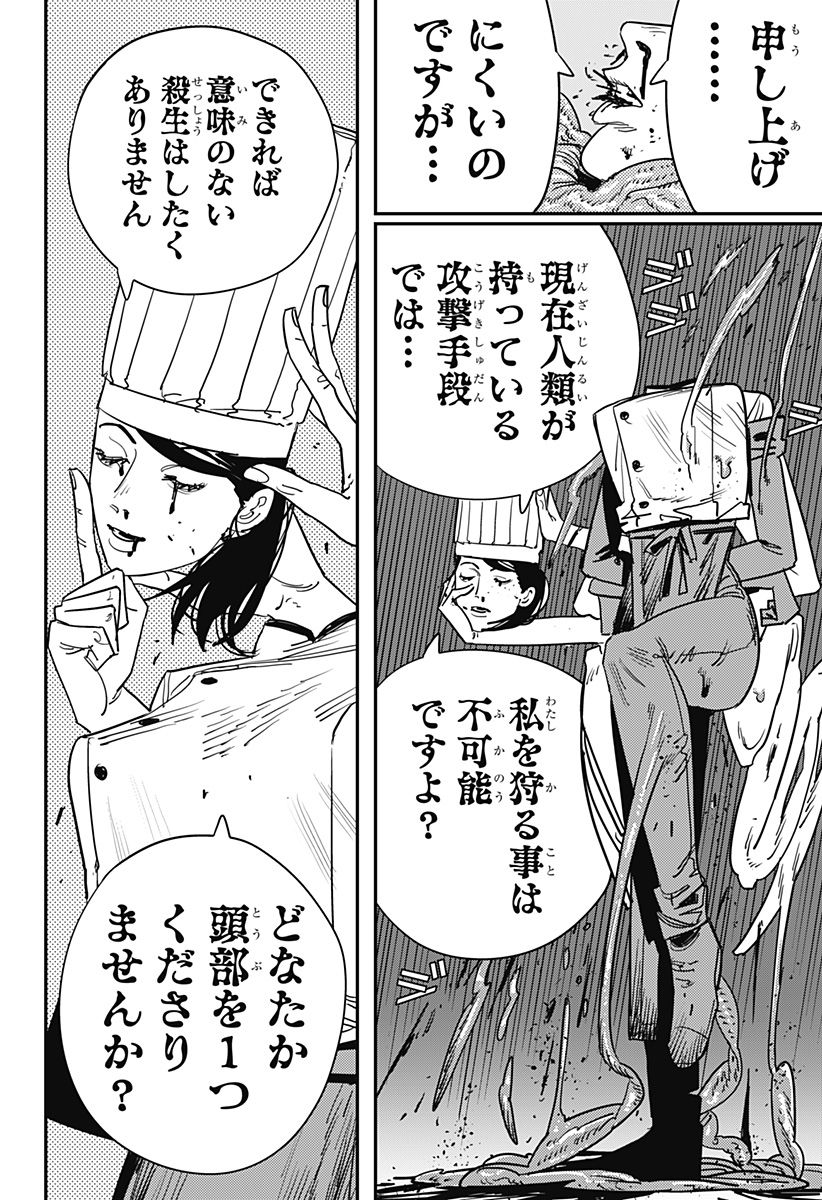 申し上げ
……
にくいの
ですが…
現在人類が
持っている
攻撃手段
では…
私を狩る事は
不可能
ですよ？
できれば
意味のない
殺生はしたく
ありません
どなたか
頭部を1つ
くださり
ませんか？